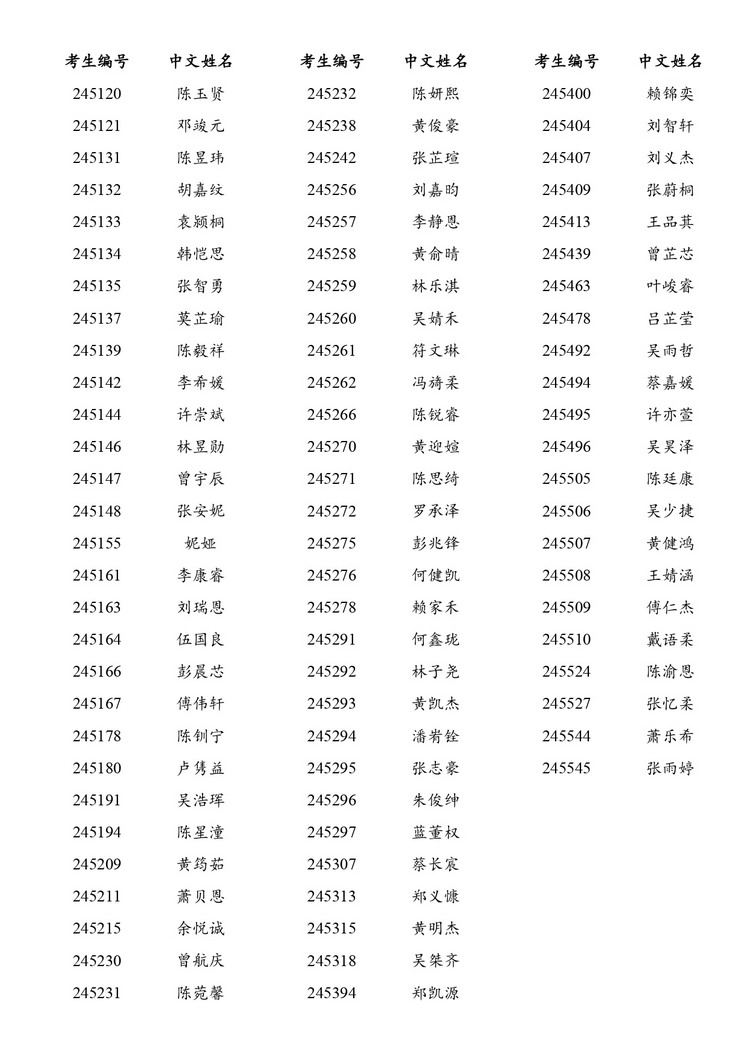 考生编号 中文姓名 考生编号 中文姓名 考生编号 中文姓名
245120 陈玉贤 245232 陈妍熙 245400 赖锦奕
245121 邓竣元 245238 黄俊豪 245404 刘智轩
245131 陈昱玮 245242 张芷瑄 245407 刘义杰
245132 胡嘉纹 245256 刘嘉昀 245409 张蔚桐
245133 袁颍桐 245257 李静恩 245413 王品萁
245134 韩恺思 245258 黄俞晴 245439 曾芷芯
245135 张智勇 245259 林乐淇 245463 叶峻睿
245137 莫芷瑜 245260 吴婧禾 245478 吕芷莹
245139 陈毅祥 245261 符文琳 245492 吴雨哲
245142 李希媛 245262 冯旖柔 245494 蔡嘉媛
245144 许崇斌 245266 陈锐睿 245495 许亦萱
245146 林昱勋 245270 黄迎媗 245496 吴昊泽
245147 曾宇辰 245271 陈思绮 245505 陈廷康
245148 张安妮 245272 罗承泽 245506 吴少捷
245155 妮娅 245275 彭兆锋 245507 黄健鸿
245161 李康睿 245276 何健凯 245508 王婧涵
245163 刘瑞恩 245278 赖家禾 245509 傅仁杰
245164 伍国良 245291 何鑫珑 245510 戴语柔
245166 彭晨芯 245292 林子尧 245524 陈渝恩
245167 傅伟轩 245293 黄凯杰 245527 张忆柔
245178 陈钏宁 245294 潘崤铨 245544 萧乐希
245180 卢隽益 245295 张志豪 245545 张雨婷
245191 吴浩珲 245296 朱俊绅
245194 陈星潼 245297 蓝董权
245209 黄筠茹 245307 蔡长宸
245211 萧贝恩 245313 郑义慷
245215 余悦诚 245315 黄明杰
245230 曾航庆 245318 吴桀齐
245231 陈菀馨 245394 郑凯源